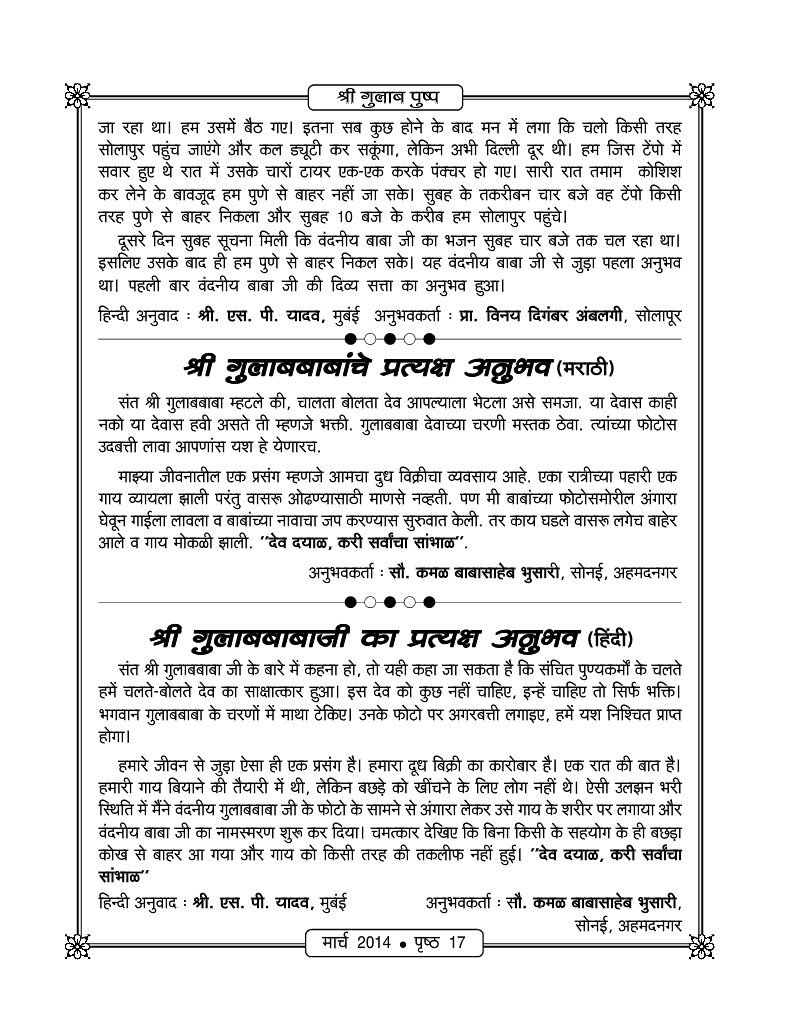 श्री गुलाब पुष्प
जा रहा था। हम उसमें बैठ गए। इतना सब कुछ होने के बाद मन में लगा कि चलो किसी तरह
सोलापुर पहुंच जाएंगे और कल ड्यूटी कर सकूंगा, लेकिन अभी दिल्ली दूर थी। हम जिस टेंपो में
सवार हुए थे रात में उसके चारों टायर एक-एक करके पंक्चर हो गए। सारी रात तमाम कोशिश
कर लेने के बावजूद हम पुणे से बाहर नहीं जा सके। सुबह के तकरीबन चार बजे वह टेंपो किसी
तरह पुणे से बाहर निकला और सुबह 10 बजे के करीब हम सोलापुर पहुंचे।
दूसरे दिन सुबह सूचना मिली कि वंदनीय बाबा जी का भजन सुबह चार बजे तक चल रहा था।
इसलिए उसके बाद ही हम पुणे से बाहर निकल सके। यह वंदनीय बाबा जी से जुड़ा पहला अनुभव
था। पहली बार वंदनीय बाबा जी की दिव्य सत्ता का अनुभव हुआ।
हिन्दी अनुवाद : श्री. एस. पी. यादव, मुंबई अनुभवकर्ता : प्रा. विनय दिगंबर अंबलगी, सोलापूर
श्री गुलाबबाबांचे प्रत्यक्ष अनुभव (मराठी)
संत श्री गुलाबबाबा म्हटले की, चालता बोलता देव आपल्याला भेटला असे समजा. या देवास काही
नको या देवास हवी असते ती म्हणजे भक्ती. गुलाबबाबा देवाच्या चरणी मस्तक ठेवा. त्यांच्या फोटोस
उदबत्ती लावा आपणांस यश हे येणारच.
माझ्या जीवनातील एक प्रसंग म्हणजे आमचा दुध विक्रीचा व्यवसाय आहे. एका रात्रीच्या पहारी एक
गाय व्यायला झाली परंतु वासरू ओढण्यासाठी माणसे नव्हती. पण मी बाबांच्या फोटोसमोरील अंगारा
घेवून गाईला लावला व बाबांच्या नावाचा जप करण्यास सुरुवात केली. तर काय घडले वासरू लगेच बाहेर
आले व गाय मोकळी झाली. ”देव दयाळ, करी सर्वांचा सांभाळ”.
अनुभवकर्ता : सौ. कमळ बाबासाहेब भुसारी, सोनई, अहमदनगर
श्री गुलाबबाबाजी का प्रत्यक्ष अनुभव (हिंदी)
संत श्री गुलाबबाबा जी के बारे में कहना हो, तो यही कहा जा सकता है कि संचित पुण्यकर्मों के चलते
हमें चलते-बोलते देव का साक्षात्कार हुआ। इस देव को कुछ नहीं चाहिए, इन्हें चाहिए तो सिर्फ भक्ति।
भगवान गुलाबबाबा के चरणों में माथा टेकिए। उनके फोटो पर अगरबत्ती लगाइए, हमें यश निश्चित प्राप्त
होगा।
हमारे जीवन से जुड़ा ऐसा ही एक प्रसंग है। हमारा दूध बिक्री का कारोबार है। एक रात की बात है।
हमारी गाय बियाने की तैयारी में थी, लेकिन बछड़े को खींचने के लिए लोग नहीं थे। ऐसी उलझन भरी
स्थिति में मैंने वंदनीय गुलाबबाबा जी के फोटो के सामने से अंगारा लेकर उसे गाय के शरीर पर लगाया और
वंदनीय बाबा जी का नामस्मरण शुरू कर दिया। चमत्कार देखिए कि बिना किसी के सहयोग के ही बछड़ा
कोख से बाहर आ गया और गाय को किसी तरह की तकलीफ नहीं हुई। ”देव दयाळ, करी सर्वांचा
सांभाळ”
हिन्दी अनुवाद : श्री. एस. पी. यादव, मुंबई अनुभवकर्ता : सौ. कमळ बाबासाहेब भुसारी,
सोनई, अहमदनगर
मार्च 2014 ● पृष्ठ 17